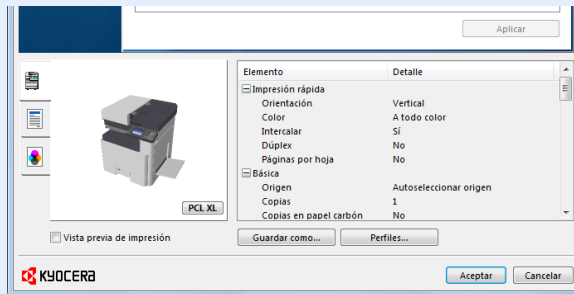 Aplicar
Elemento Detalle
Impresión rápida
Orientación Vertical
Color A todo color
Intercalar Sí
Dúplex No
Páginas por hoja No
Básica
Origen Autoseleccionar origen
Copias 1
Copias en papel carbón No
PCL XL
Vista previa de impresión Guardar como... Perfiles...
KYOCERA Aceptar Cancelar